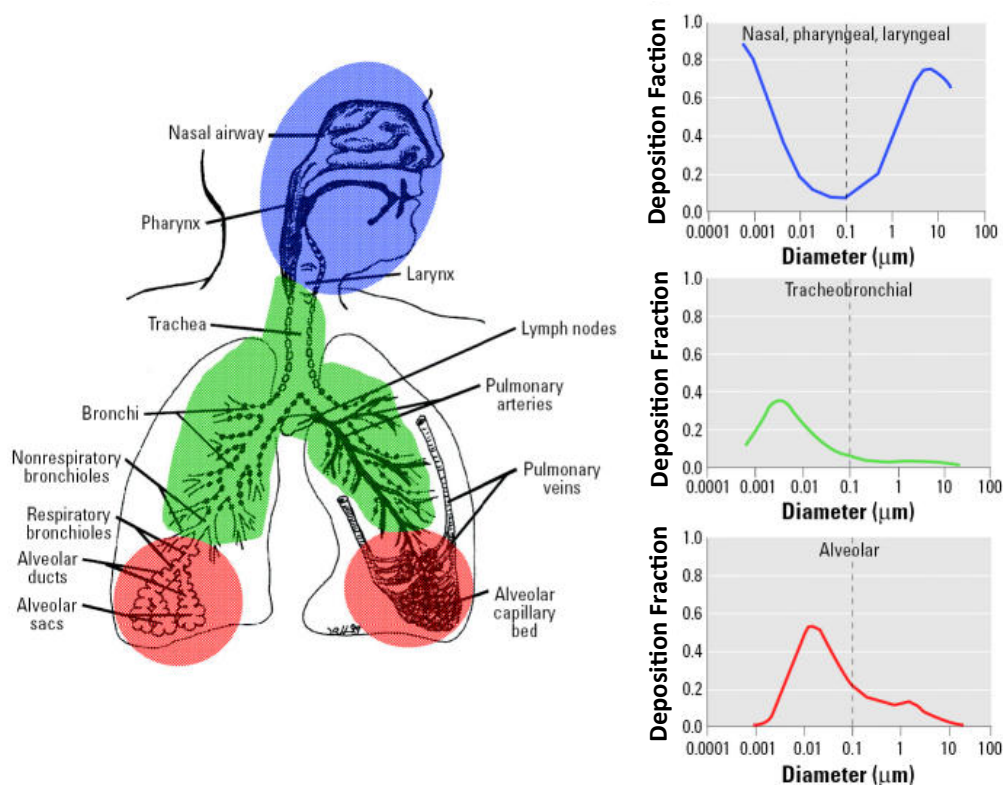 Nasal airway
Pharynx
Larynx
Trachea
Lymph nodes
Bronchi
Pulmonary
arteries
Nonrespiratory
bronchioles
Pulmonary
veins
Respiratory
bronchioles
Alveolar
ducts
Alveolar
sacs
Alveolar
capillary
bed
Nasal, pharyngeal, laryngeal
Deposition Faction
1.0
0.8
0.6
0.4
0.2
0.0
0.0001 0.001 0.01 0.1 1 10 100
Diameter (μm)
Tracheobronchial
Deposition Fraction
1.0
0.8
0.6
0.4
0.2
0.0
0.0001 0.001 0.01 0.1 1 10 100
Diameter (μm)
Alveolar
Deposition Fraction
1.0
0.8
0.6
0.4
0.2
0.0
0.0001 0.001 0.01 0.1 1 10 100
Diameter (μm)